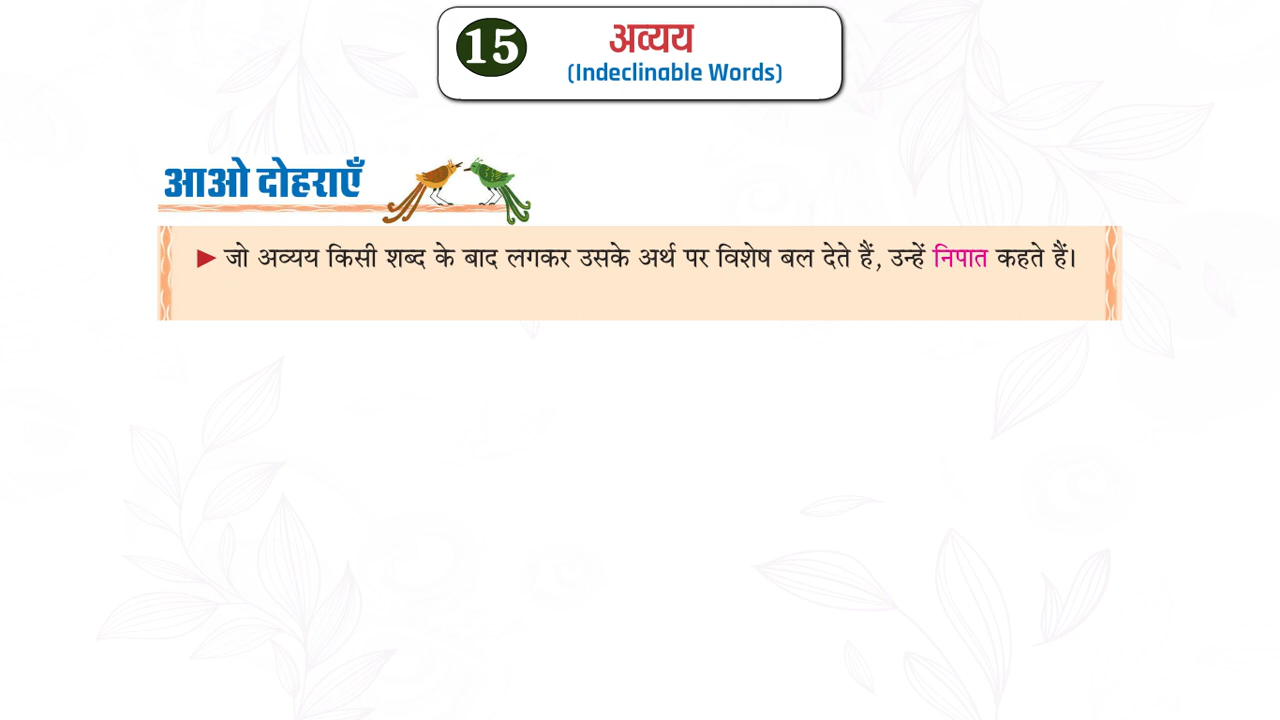 15
अव्यय
(Indeclinable Words)
आओ दोहराएँ
► जो अव्यय किसी शब्द के बाद लगकर उसके अर्थ पर विशेष बल देते हैं, उन्हें निपात कहते हैं।